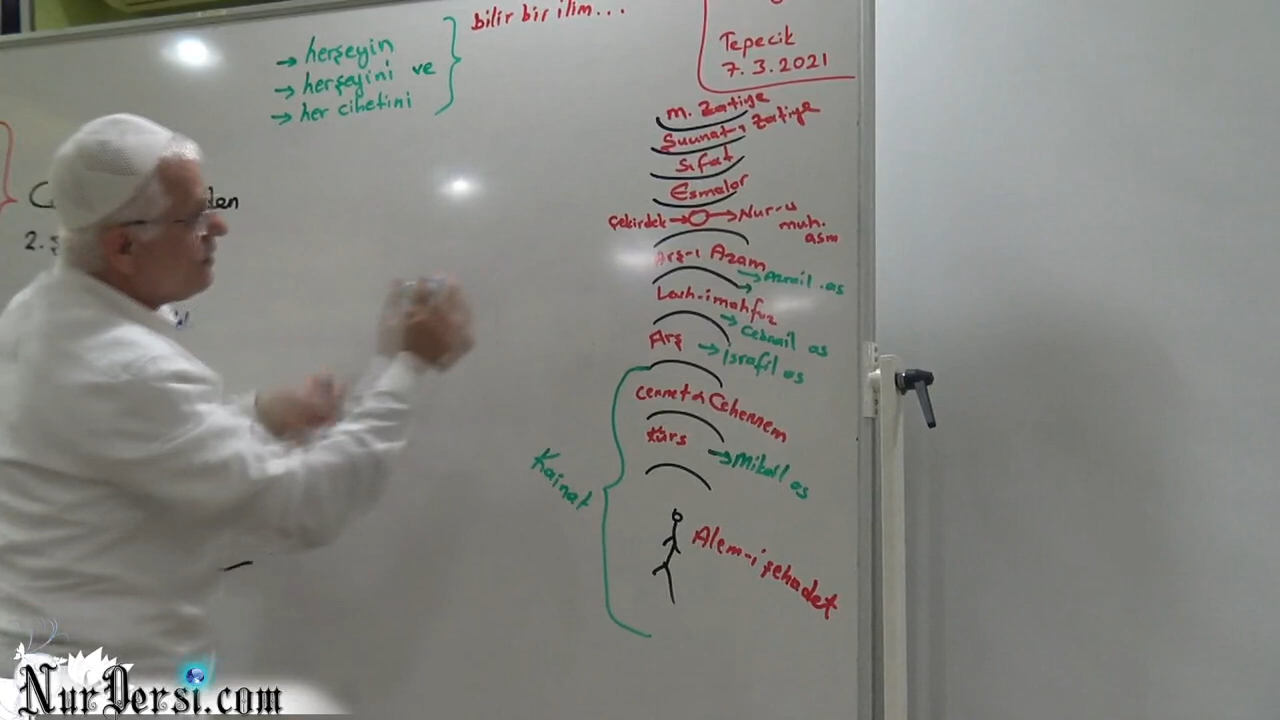 bilir bir ilim...
→ herşeyin
→ herşeyini ve
→ her cihetini
Tepecik
7.3.2021
M. Zatiye
Şuunat-ı Zatiye
Sıfat
Esmalar
Çekirdek → → Nur-u
muh.
asm
Arş-ı Azam
→ Azrail as
Levh-i mahfuz
→ Cebrail as
Arş
→ İsrafil as
Cennet & Cehennem
Kürs
→ Mikail as
Kainat
Alem-i şehadet
2.
NurDersi.com